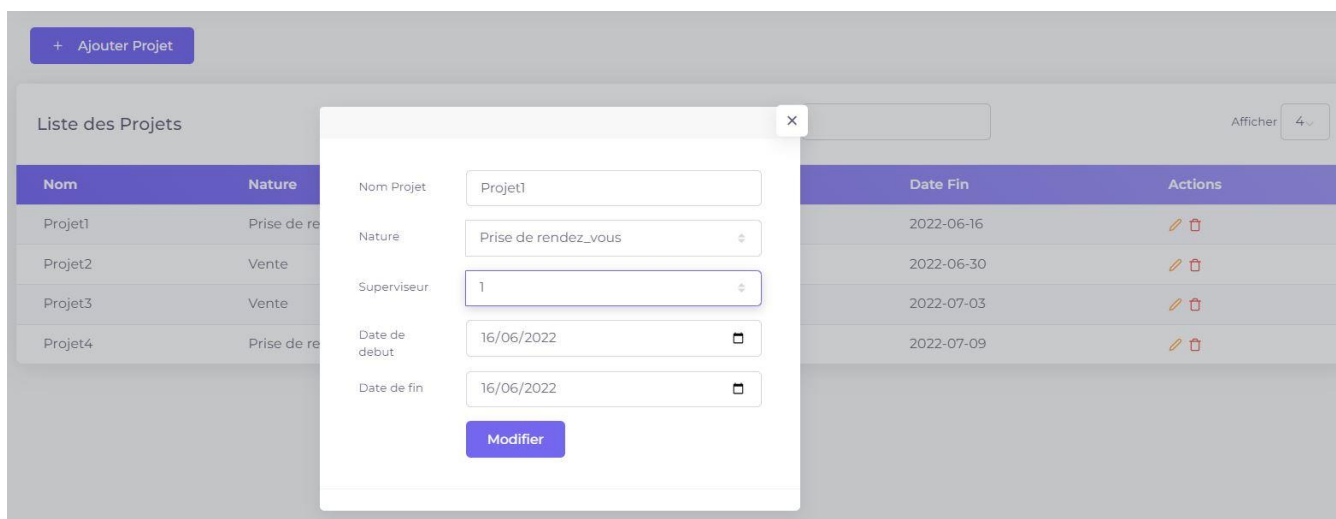 + Ajouter Projet
Liste des Projets
Afficher 4
Nom Nature Date Fin Actions
Projet1 Prise de re 2022-06-16
Projet2 Vente 2022-06-30
Projet3 Vente 2022-07-03
Projet4 Prise de re 2022-07-09
×
Nom Projet Projet1
Nature Prise de rendez_vous
Superviseur 1
Date de
debut
16/06/2022
Date de fin 16/06/2022
Modifier